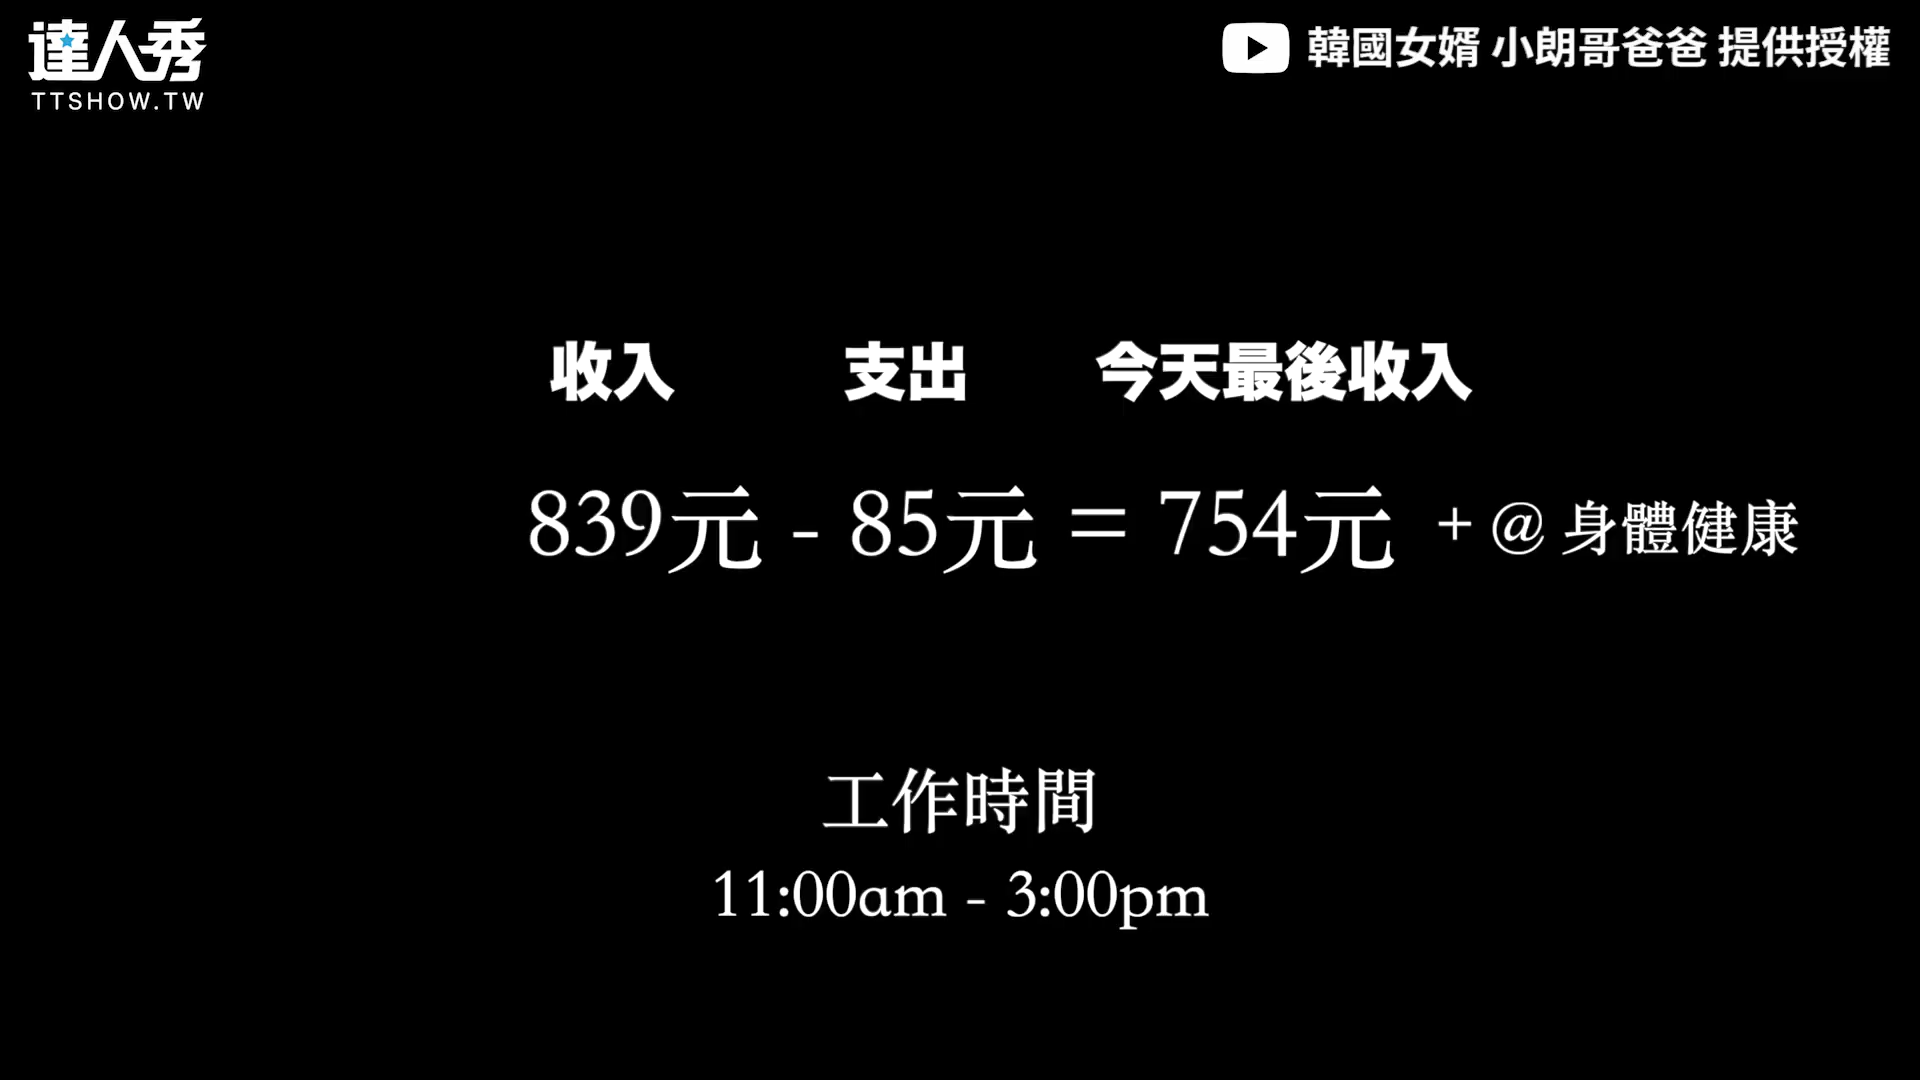 達人秀
TTSHOW.TW
韓國女婿 小朗哥爸爸 提供授權
收入 支出 今天最後收入
839元 - 85元 = 754元 + @ 身體健康
工作時間
11:00am - 3:00pm